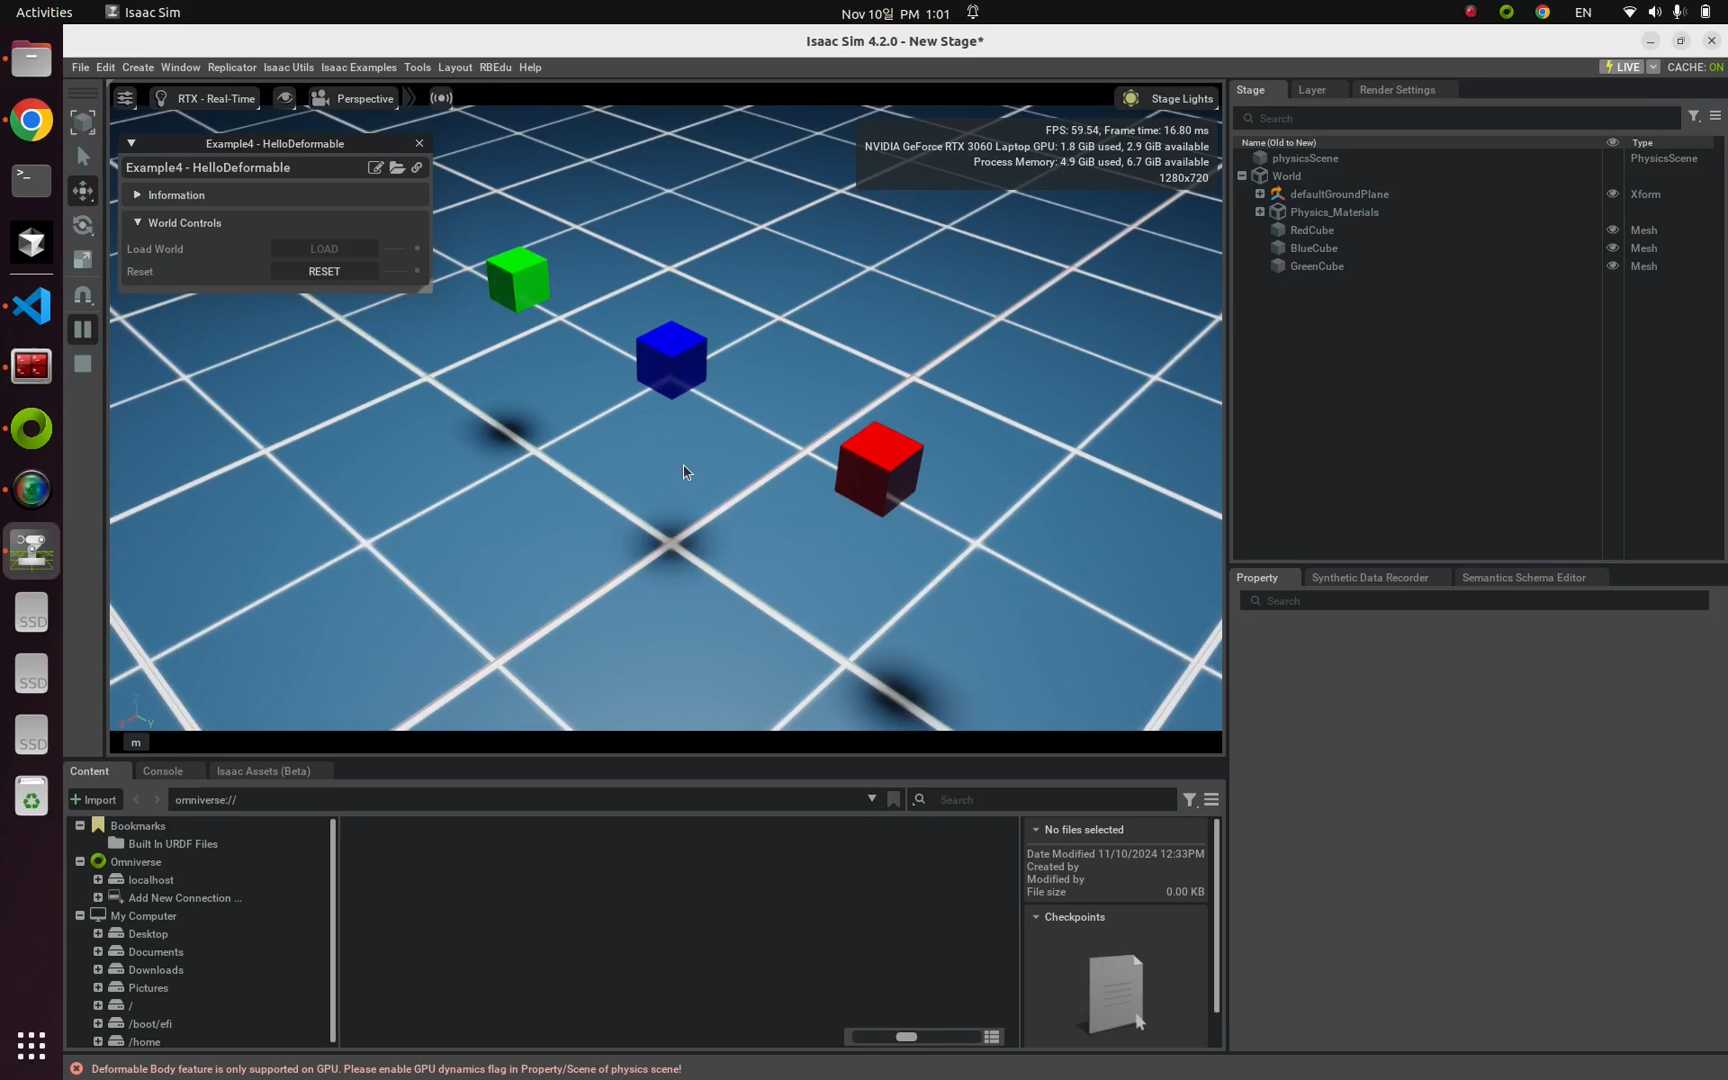 Activities
Isaac Sim
Nov 10일 PM 1:01
EN
Isaac Sim 4.2.0 - New Stage*
File Edit Create Window Replicator Isaac Utils Isaac Examples Tools Layout RBEdu Help
LIVE
CACHE: ON
RTX - Real-Time
Perspective
Stage Lights
FPS: 59.54, Frame time: 16.80 ms
NVIDIA GeForce RTX 3060 Laptop GPU: 1.8 GiB used, 2.9 GiB available
Process Memory: 4.9 GiB used, 6.7 GiB available
1280x720
Example4 - HelloDeformable
Example4 - HelloDeformable
Information
World Controls
Load World LOAD
Reset RESET
Z
X
Y
m
Stage Layer Render Settings
Search
Name (Old to New) Type
physicsScene PhysicsScene
World
defaultGroundPlane Xform
Physics_Materials
RedCube Mesh
BlueCube Mesh
GreenCube Mesh
Property Synthetic Data Recorder Semantics Schema Editor
Search
Content Console Isaac Assets (Beta)
Import
omniverse://
Search
Bookmarks
Built In URDF Files
Omniverse
localhost
Add New Connection ...
My Computer
Desktop
Documents
Downloads
Pictures
/
/boot/efi
/home
No files selected
Date Modified 11/10/2024 12:33PM
Created by
Modified by
File size 0.00 KB
Checkpoints
SSD
SSD
SSD
Deformable Body feature is only supported on GPU. Please enable GPU dynamics flag in Property/Scene of physics scene!